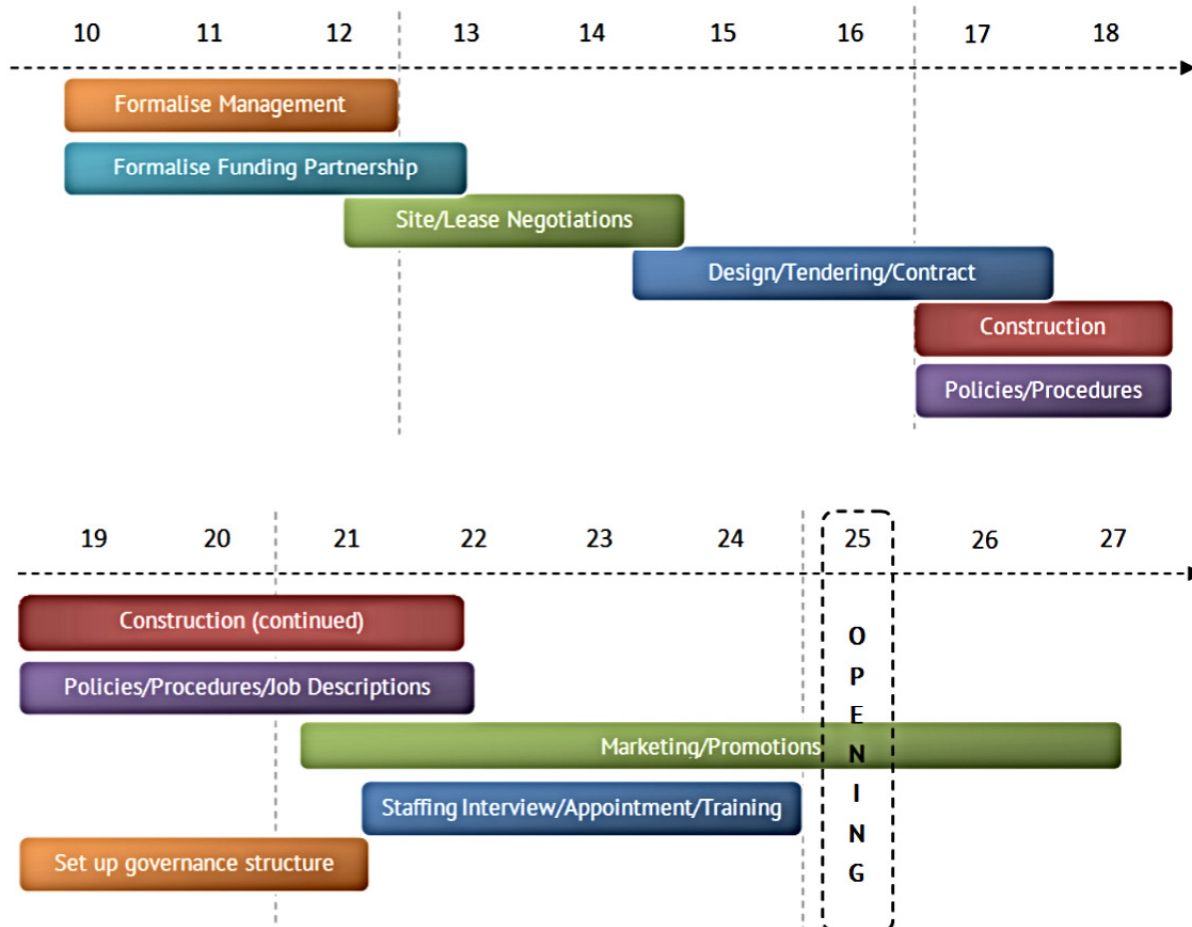 10 11 12 13 14 15 16 17 18
Formalise Management
Formalise Funding Partnership
Site/Lease Negotiations
Design/Tendering/Contract
Construction
Policies/Procedures
19 20 21 22 23 24 25 26 27
Construction (continued)
Policies/Procedures/Job Descriptions
Marketing/Promotions
Staffing Interview/Appointment/Training
Set up governance structure
OPENING